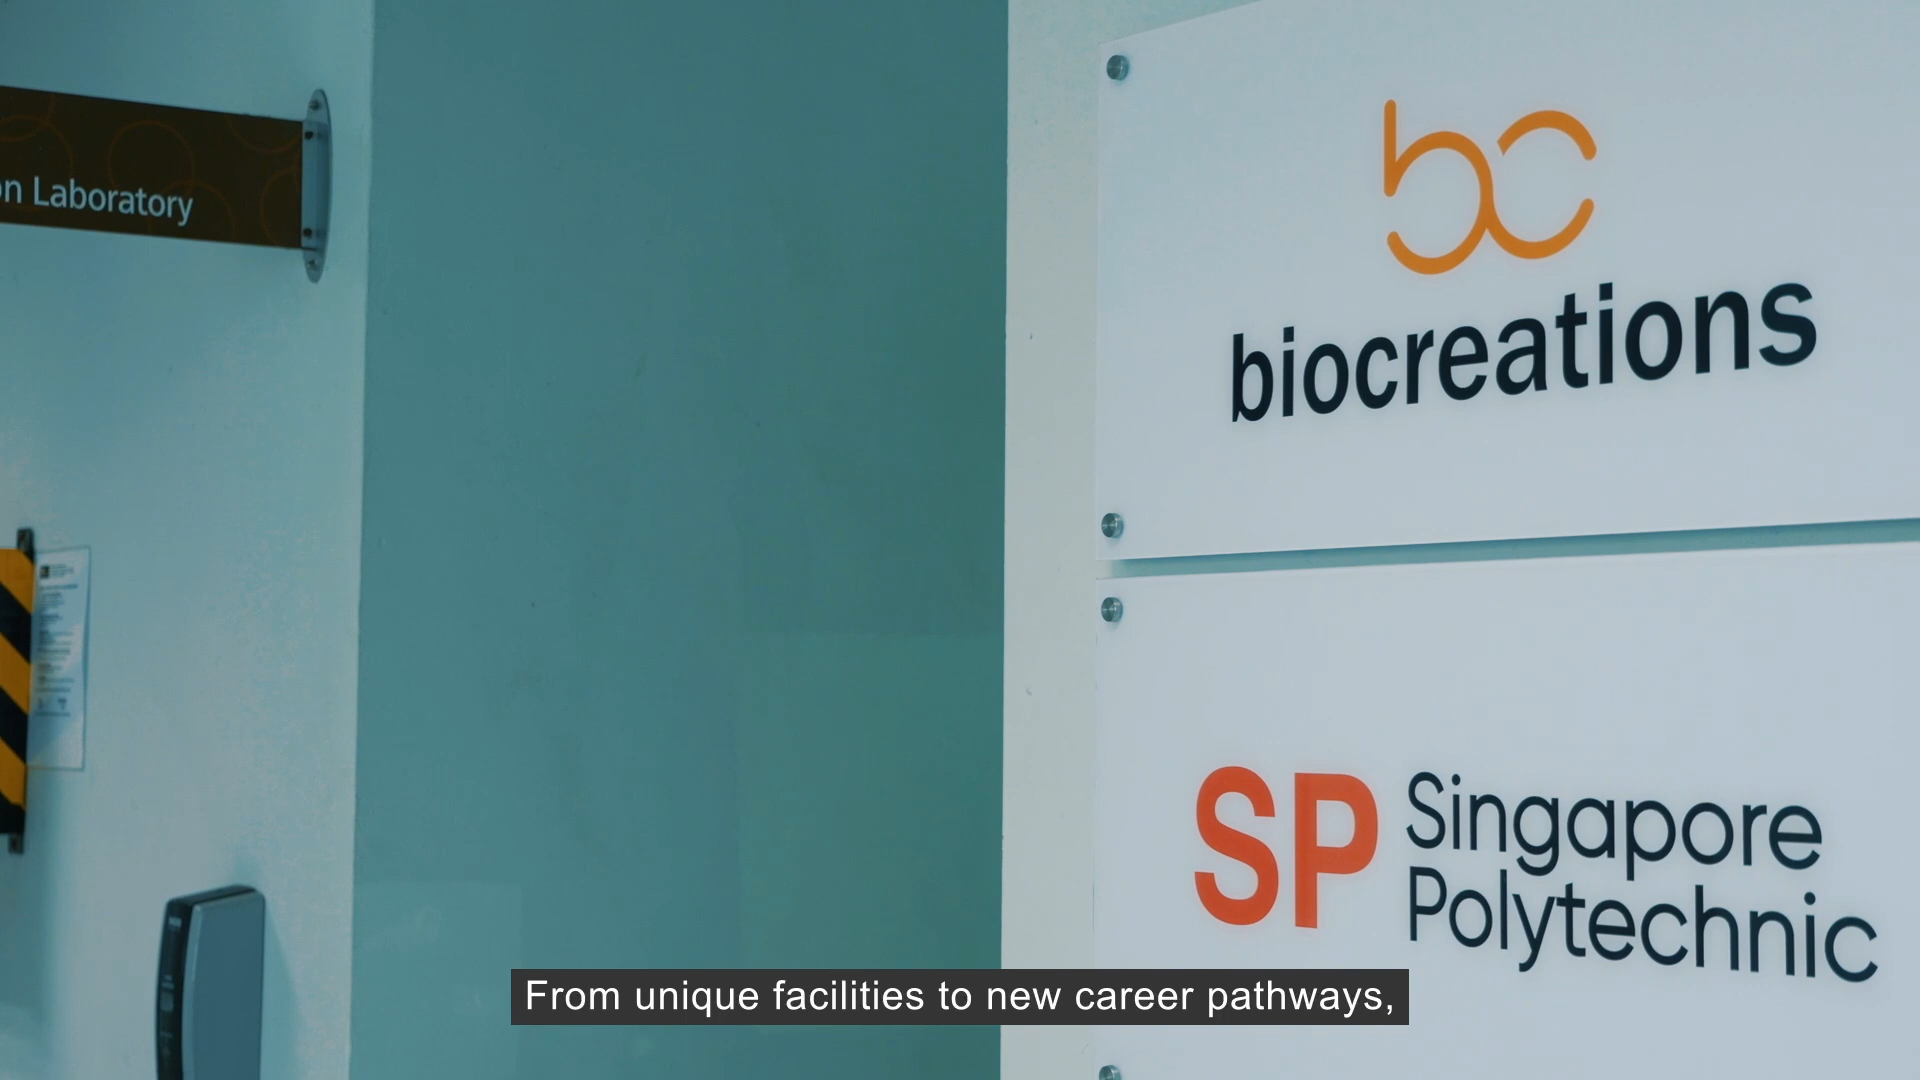 Laboratory
bc
biocreations
SP Singapore
Polytechnic
From unique facilities to new career pathways,